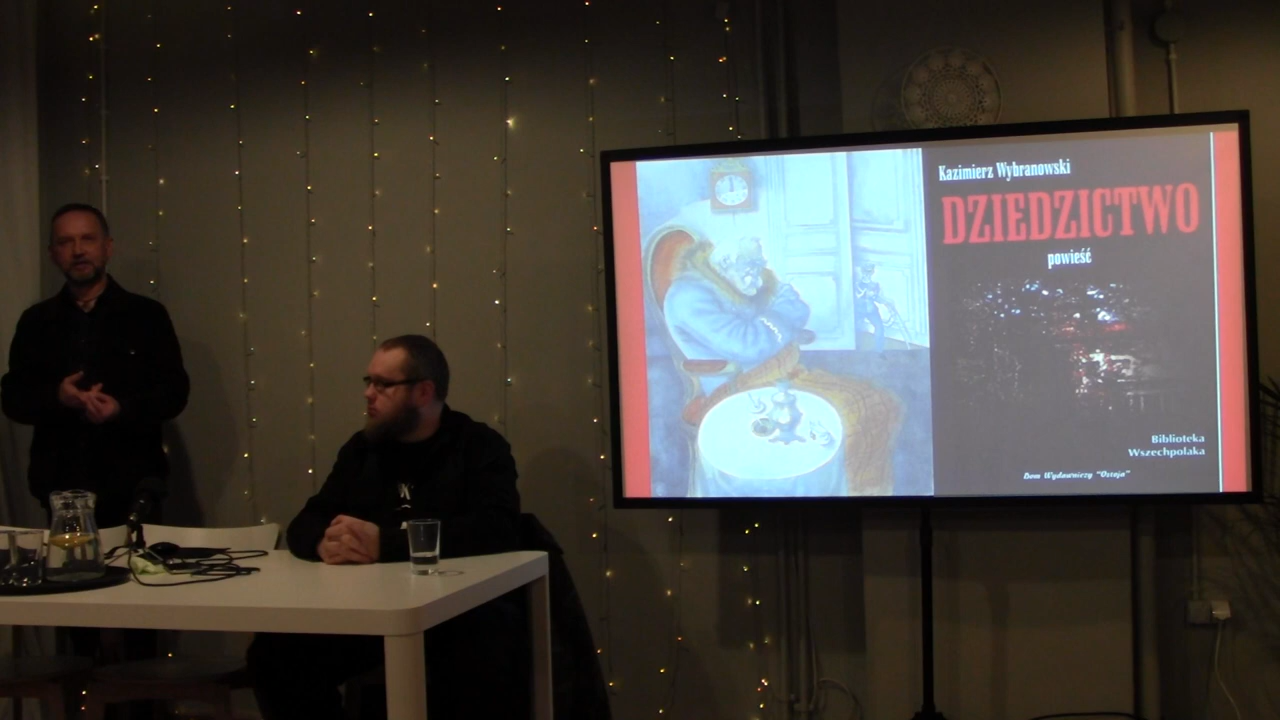 Kazimierz Wybranowski
DZIEDZICTWO
powieść
Biblioteka
Wszechpolaka
Dom Wydawniczy "Ostoja"